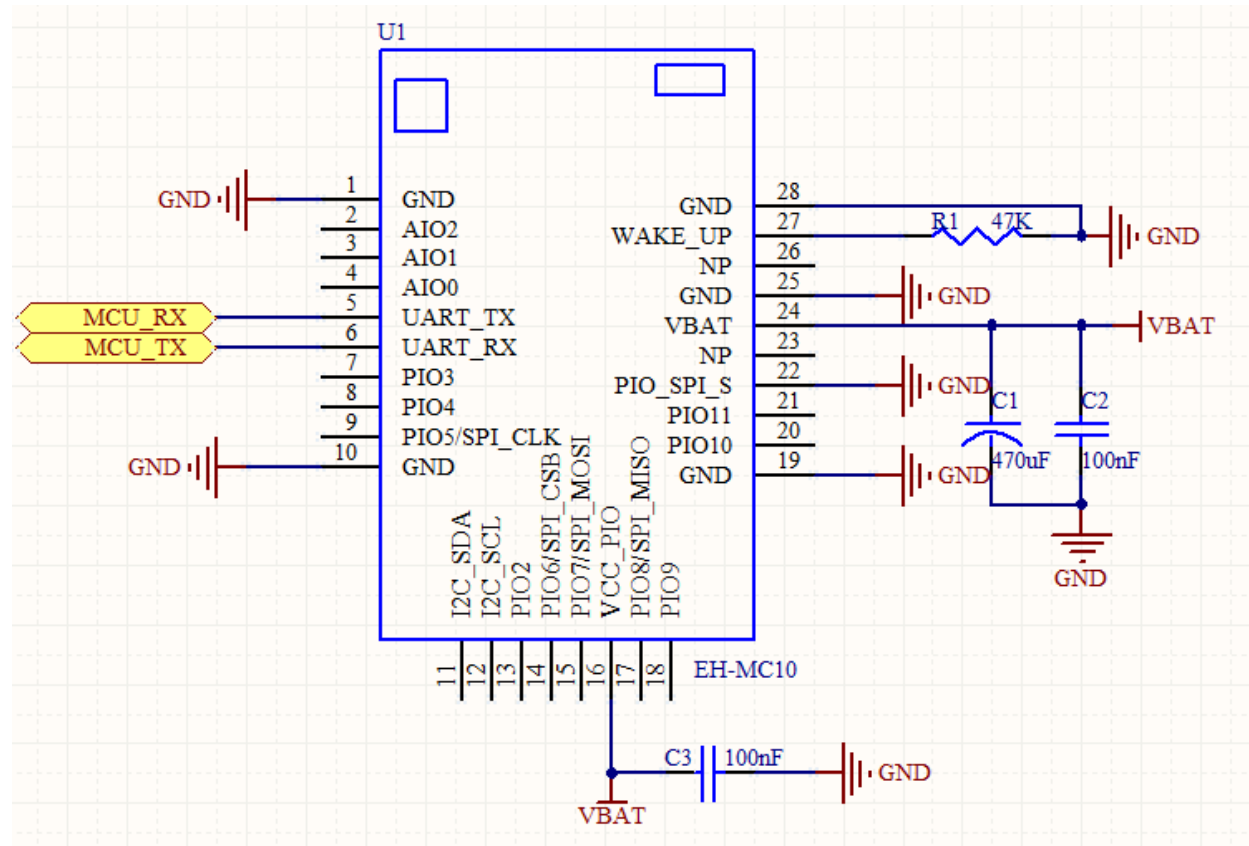 U1
GND
1 GND
2 AIO2
3 AIO1
4 AIO0
MCU_RX 5 UART_TX
MCU_TX 6 UART_RX
7 PIO3
8 PIO4
9 PIO5/SPI_CLK
GND 10 GND
GND 28
WAKE_UP 27 R1 47K GND
NP 26
GND 25 GND
VBAT 24 VBAT
NP 23
PIO_SPI_S 22 GND
PIO11 21
PIO10 20
GND 19 GND
C1
470uF
C2
100nF
GND
I2C_SDA
I2C_SCL
PIO2
PIO6/SPI_CSB
PIO7/SPI_MOSI
VCC_PIO
PIO8/SPI_MISO
PIO9
11
12
13
14
15
16
17
18
EH-MC10
C3 100nF
GND
VBAT